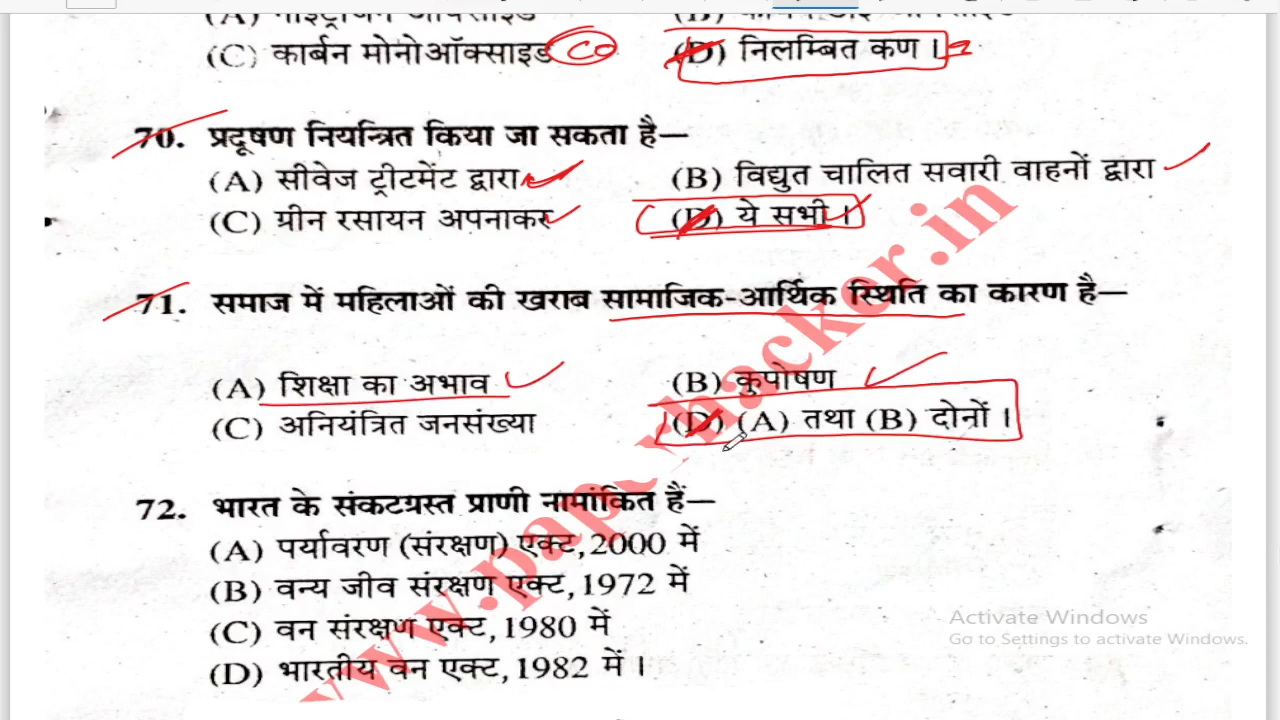 (C) कार्बन मोनोऑक्साइड CO (D) निलम्बित कण।
70. प्रदूषण नियन्त्रित किया जा सकता है—
(A) सीवेज ट्रीटमेंट द्वारा (B) विद्युत चालित सवारी वाहनों द्वारा
(C) ग्रीन रसायन अपनाकर (D) ये सभी।
71. समाज में महिलाओं की खराब सामाजिक-आर्थिक स्थिति का कारण है—
(A) शिक्षा का अभाव (B) कुपोषण
(C) अनियंत्रित जनसंख्या (D) (A) तथा (B) दोनों।
72. भारत के संकटग्रस्त प्राणी नामांकित हैं—
(A) पर्यावरण (संरक्षण) एक्ट, 2000 में
(B) वन्य जीव संरक्षण एक्ट, 1972 में
(C) वन संरक्षण एक्ट, 1980 में
(D) भारतीय वन एक्ट, 1982 में।
www.paperhacker.in
Activate Windows
Go to Settings to activate Windows.